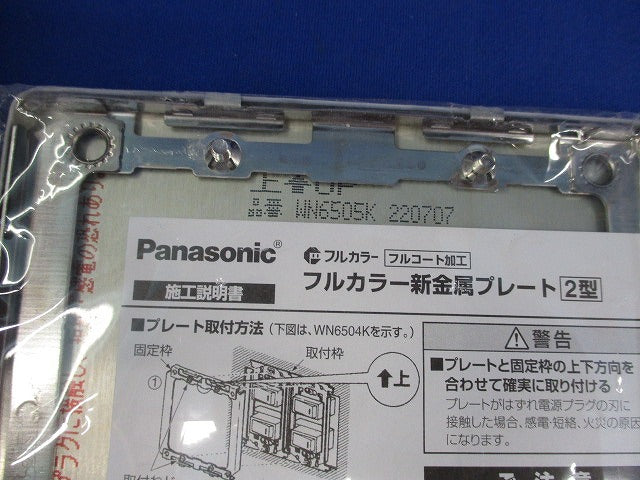 上巻UP
品番 WN6505K 220707
Panasonic®
フルカラー フルコート加工
フルカラー新金属プレート 2型
施工説明書
■プレート取付方法(下図は、WN6504Kを示す。)
固定枠
取付枠
①
上
警告
■プレートと固定枠の上下方向を
合わせて確実に取り付ける
プレートがはずれ電源プラグの刃に
接触した場合、感電・短絡、火災の原因
になります。